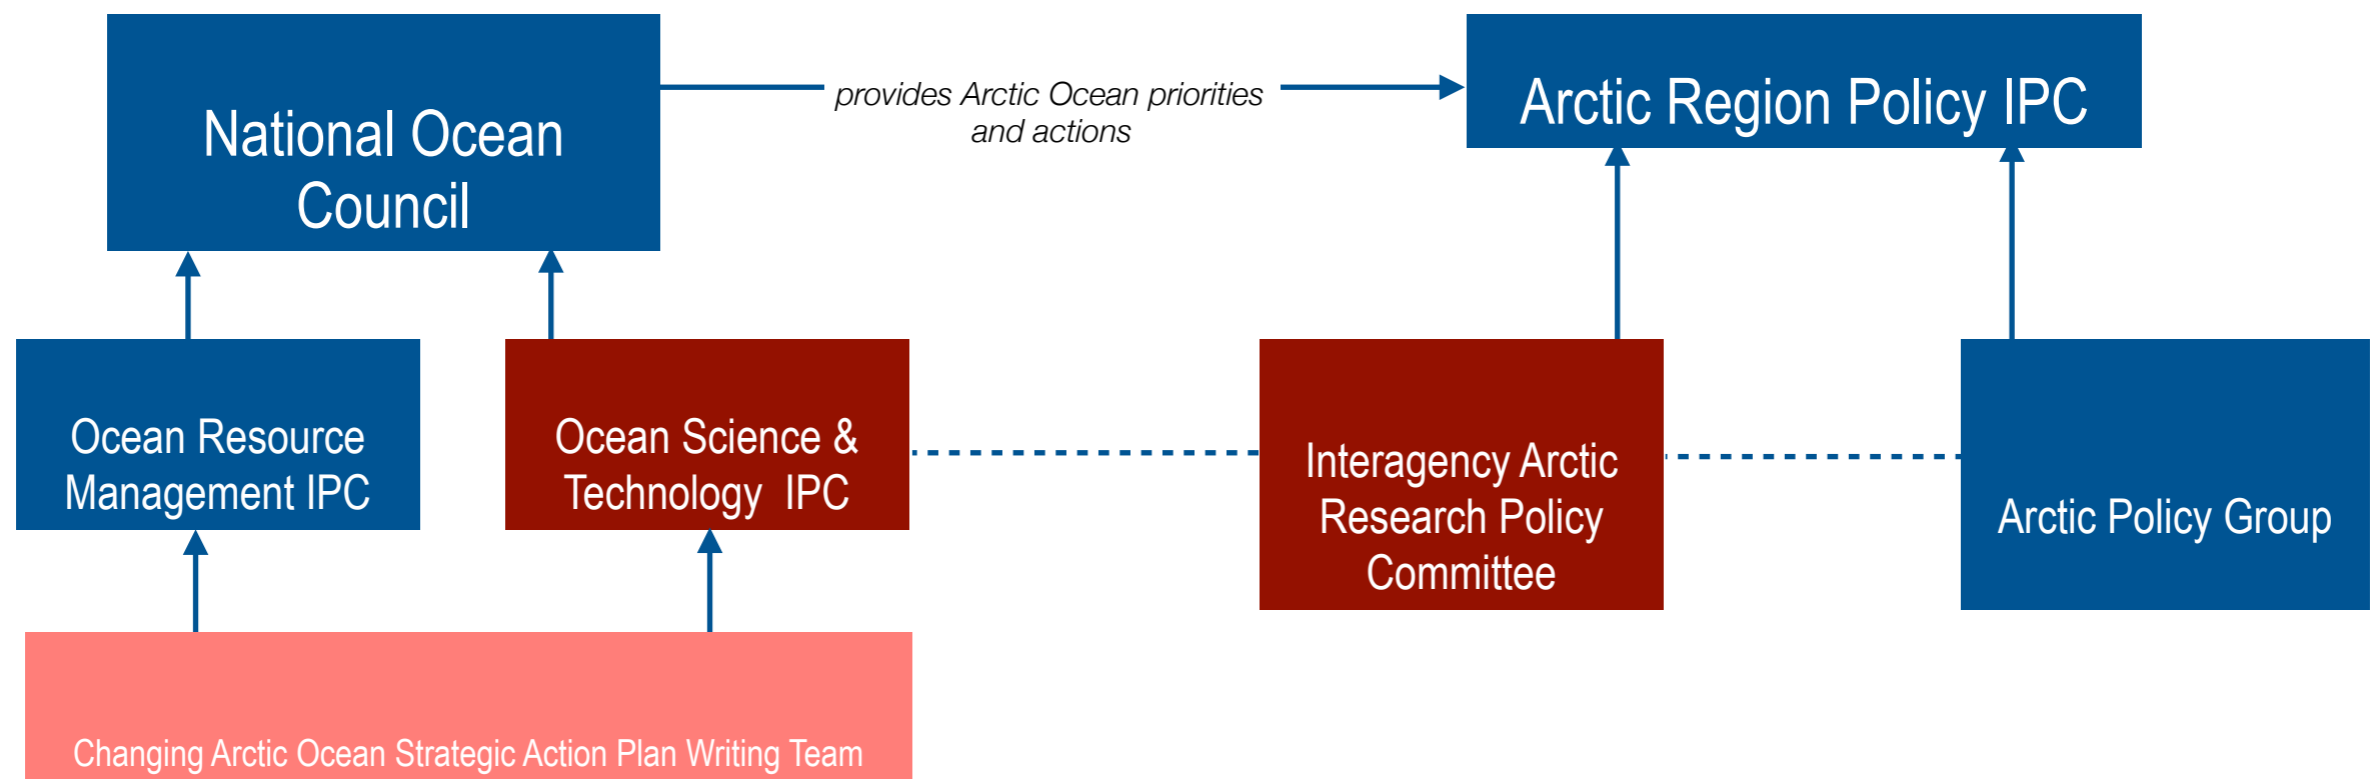 National Ocean
Council
provides Arctic Ocean priorities
and actions
Arctic Region Policy IPC
Ocean Resource
Management IPC
Ocean Science &
Technology IPC
Interagency Arctic
Research Policy
Committee
Arctic Policy Group
Changing Arctic Ocean Strategic Action Plan Writing Team